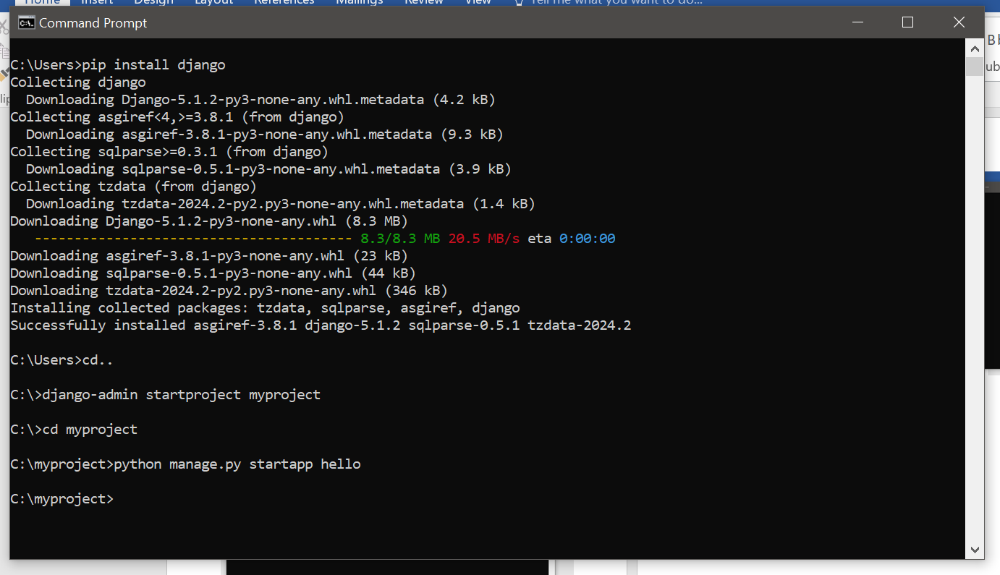 Home Insert Design Layout References Mailings Review View Tell me what you want to do...
Command Prompt
C:\Users>pip install django
Collecting django
  Downloading Django-5.1.2-py3-none-any.whl.metadata (4.2 kB)
Collecting asgiref<4,>=3.8.1 (from django)
  Downloading asgiref-3.8.1-py3-none-any.whl.metadata (9.3 kB)
Collecting sqlparse>=0.3.1 (from django)
  Downloading sqlparse-0.5.1-py3-none-any.whl.metadata (3.9 kB)
Collecting tzdata (from django)
  Downloading tzdata-2024.2-py2.py3-none-any.whl.metadata (1.4 kB)
Downloading Django-5.1.2-py3-none-any.whl (8.3 MB)
   ---------------------------------------- 8.3/8.3 MB 20.5 MB/s eta 0:00:00
Downloading asgiref-3.8.1-py3-none-any.whl (23 kB)
Downloading sqlparse-0.5.1-py3-none-any.whl (44 kB)
Downloading tzdata-2024.2-py2.py3-none-any.whl (346 kB)
Installing collected packages: tzdata, sqlparse, asgiref, django
Successfully installed asgiref-3.8.1 django-5.1.2 sqlparse-0.5.1 tzdata-2024.2
C:\Users>cd..
C:\>django-admin startproject myproject
C:\>cd myproject
C:\myproject>python manage.py startapp hello
C:\myproject>